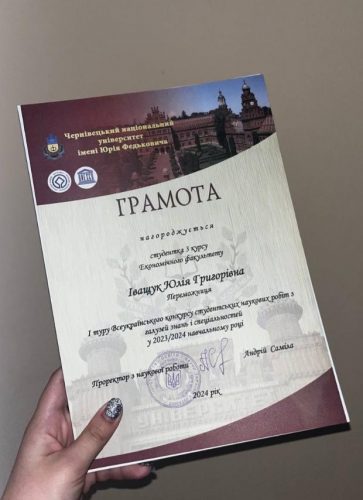 Чернівецький національний
університет
імені Юрія Федьковича
ГРАМОТА
нагороджується
студентка 3 курсу
Економічного факультету
Іващук Юлія Григорівна
Переможниця
І туру Всеукраїнського конкурсу студентських наукових робіт з
галузей знань і спеціальностей
у 2023/2024 навчальному році
Проректор з наукової роботи
Андрій Саміла
2024 рік